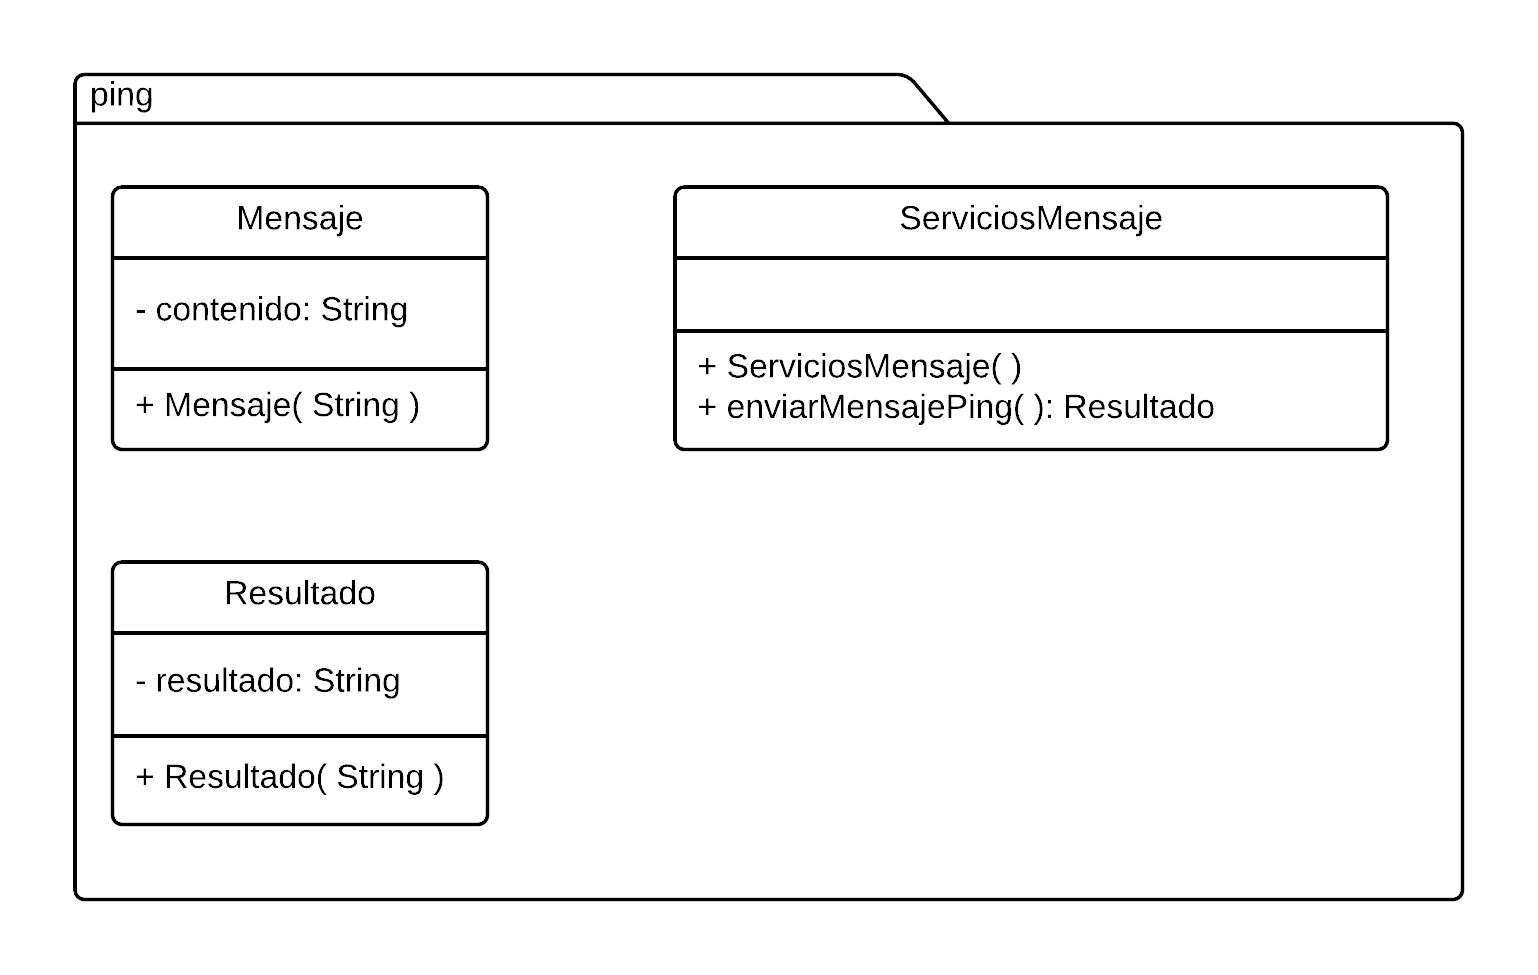 ping
Mensaje
- contenido: String
+ Mensaje( String )
ServiciosMensaje
+ ServiciosMensaje( )
+ enviarMensajePing( ): Resultado
Resultado
- resultado: String
+ Resultado( String )